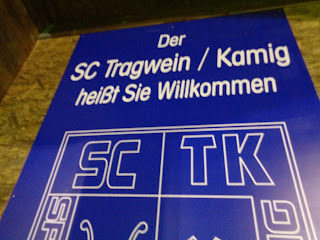 Der
SC Tragwein / Kamig
heißt Sie Willkommen
SC TK